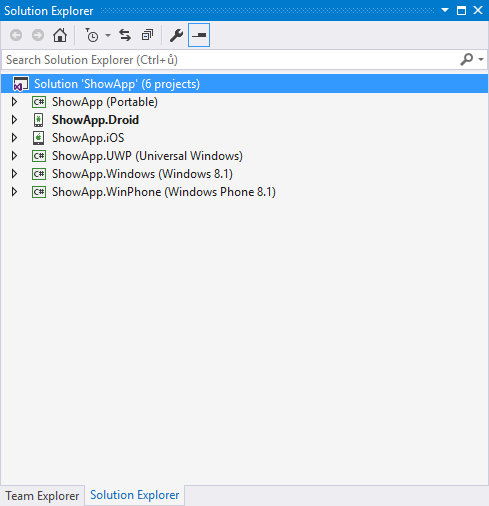 Solution Explorer
Search Solution Explorer (Ctrl+ů)
Solution 'ShowApp' (6 projects)
C# ShowApp (Portable)
ShowApp.Droid
ShowApp.iOS
C# ShowApp.UWP (Universal Windows)
C# ShowApp.Windows (Windows 8.1)
C# ShowApp.WinPhone (Windows Phone 8.1)
Team Explorer Solution Explorer